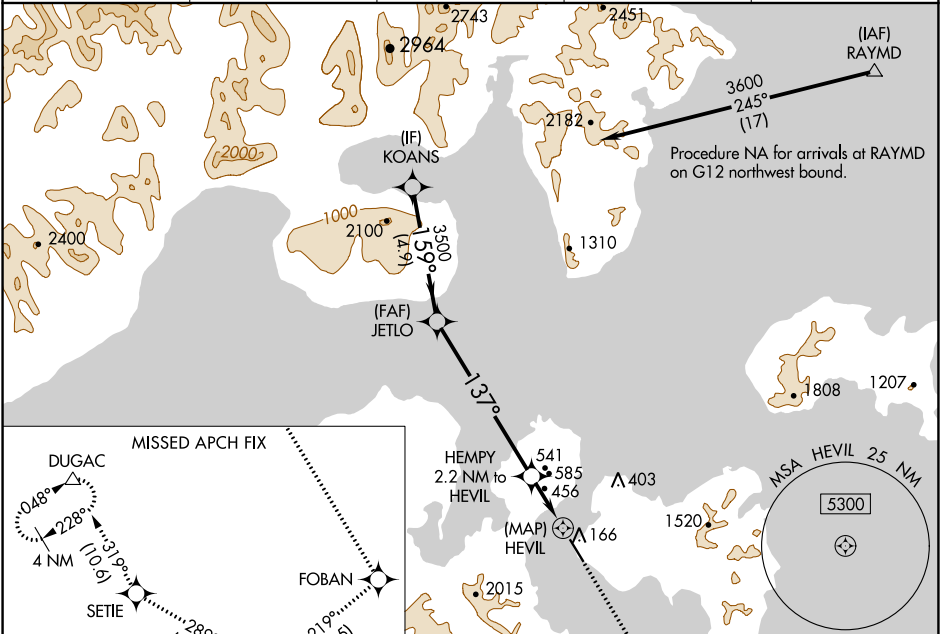 2743
2451
2964
(IAF)
RAYMD
3600
245°
(17)
2182
Procedure NA for arrivals at RAYMD
on G12 northwest bound.
(IF)
KOANS
2000
1000
2100
2400
3500
159°
(4.9)
1310
(FAF)
JETLO
137°
1808
1207
MISSED APCH FIX
DUGAC
048°
228°
4 NM
319°
(10.6)
SETIE
289°
FOBAN
219°
5)
HEMPY
2.2 NM to
HEVIL
541
585
456
403
(MAP)
HEVIL
166
1520
2015
MSA HEVIL 25 NM
5300